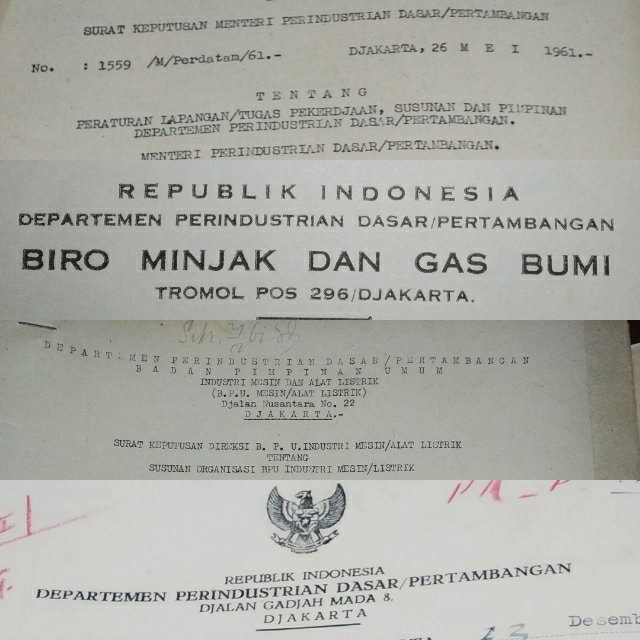 SURAT KEPUTUSAN MENTERI PERINDUSTRIAN DASAR/PERTAMBANGAN
No. : 1559 /M/Perdatam/61.- DJAKARTA, 26 M E I 1961.-
T E N T A N G
PERATURAN LAPANGAN/TUGAS PEKERDJAAN, SUSUNAN DAN PIMPINAN
DEPARTEMEN PERINDUSTRIAN DASAR/PERTAMBANGAN.
MENTERI PERINDUSTRIAN DASAR/PERTAMBANGAN.
REPUBLIK INDONESIA
DEPARTEMEN PERINDUSTRIAN DASAR/PERTAMBANGAN
BIRO MINJAK DAN GAS BUMI
TROMOL POS 296/DJAKARTA.
DEPARTEMEN PERINDUSTRIAN DASAR/PERTAMBANGAN
BADAN PIMPINAN UMUM
INDUSTRI MESIN DAN ALAT LISTRIK
(B.P.U. MESIN/ALAT LISTRIK)
Djalan Nusantara No. 22
D J A K A R T A.-
SURAT KEPUTUSAN DIREKSI B. P. U.INDUSTRI MESIN/ALAT LISTRIK
TENTANG
SUSUNAN ORGANISASI BPU INDUSTRI MESIN/LISTRIK
REPUBLIK INDONESIA
DEPARTEMEN PERINDUSTRIAN DASAR/PERTAMBANGAN
DJALAN GADJAH MADA 8.
DJAKARTA
Desemb